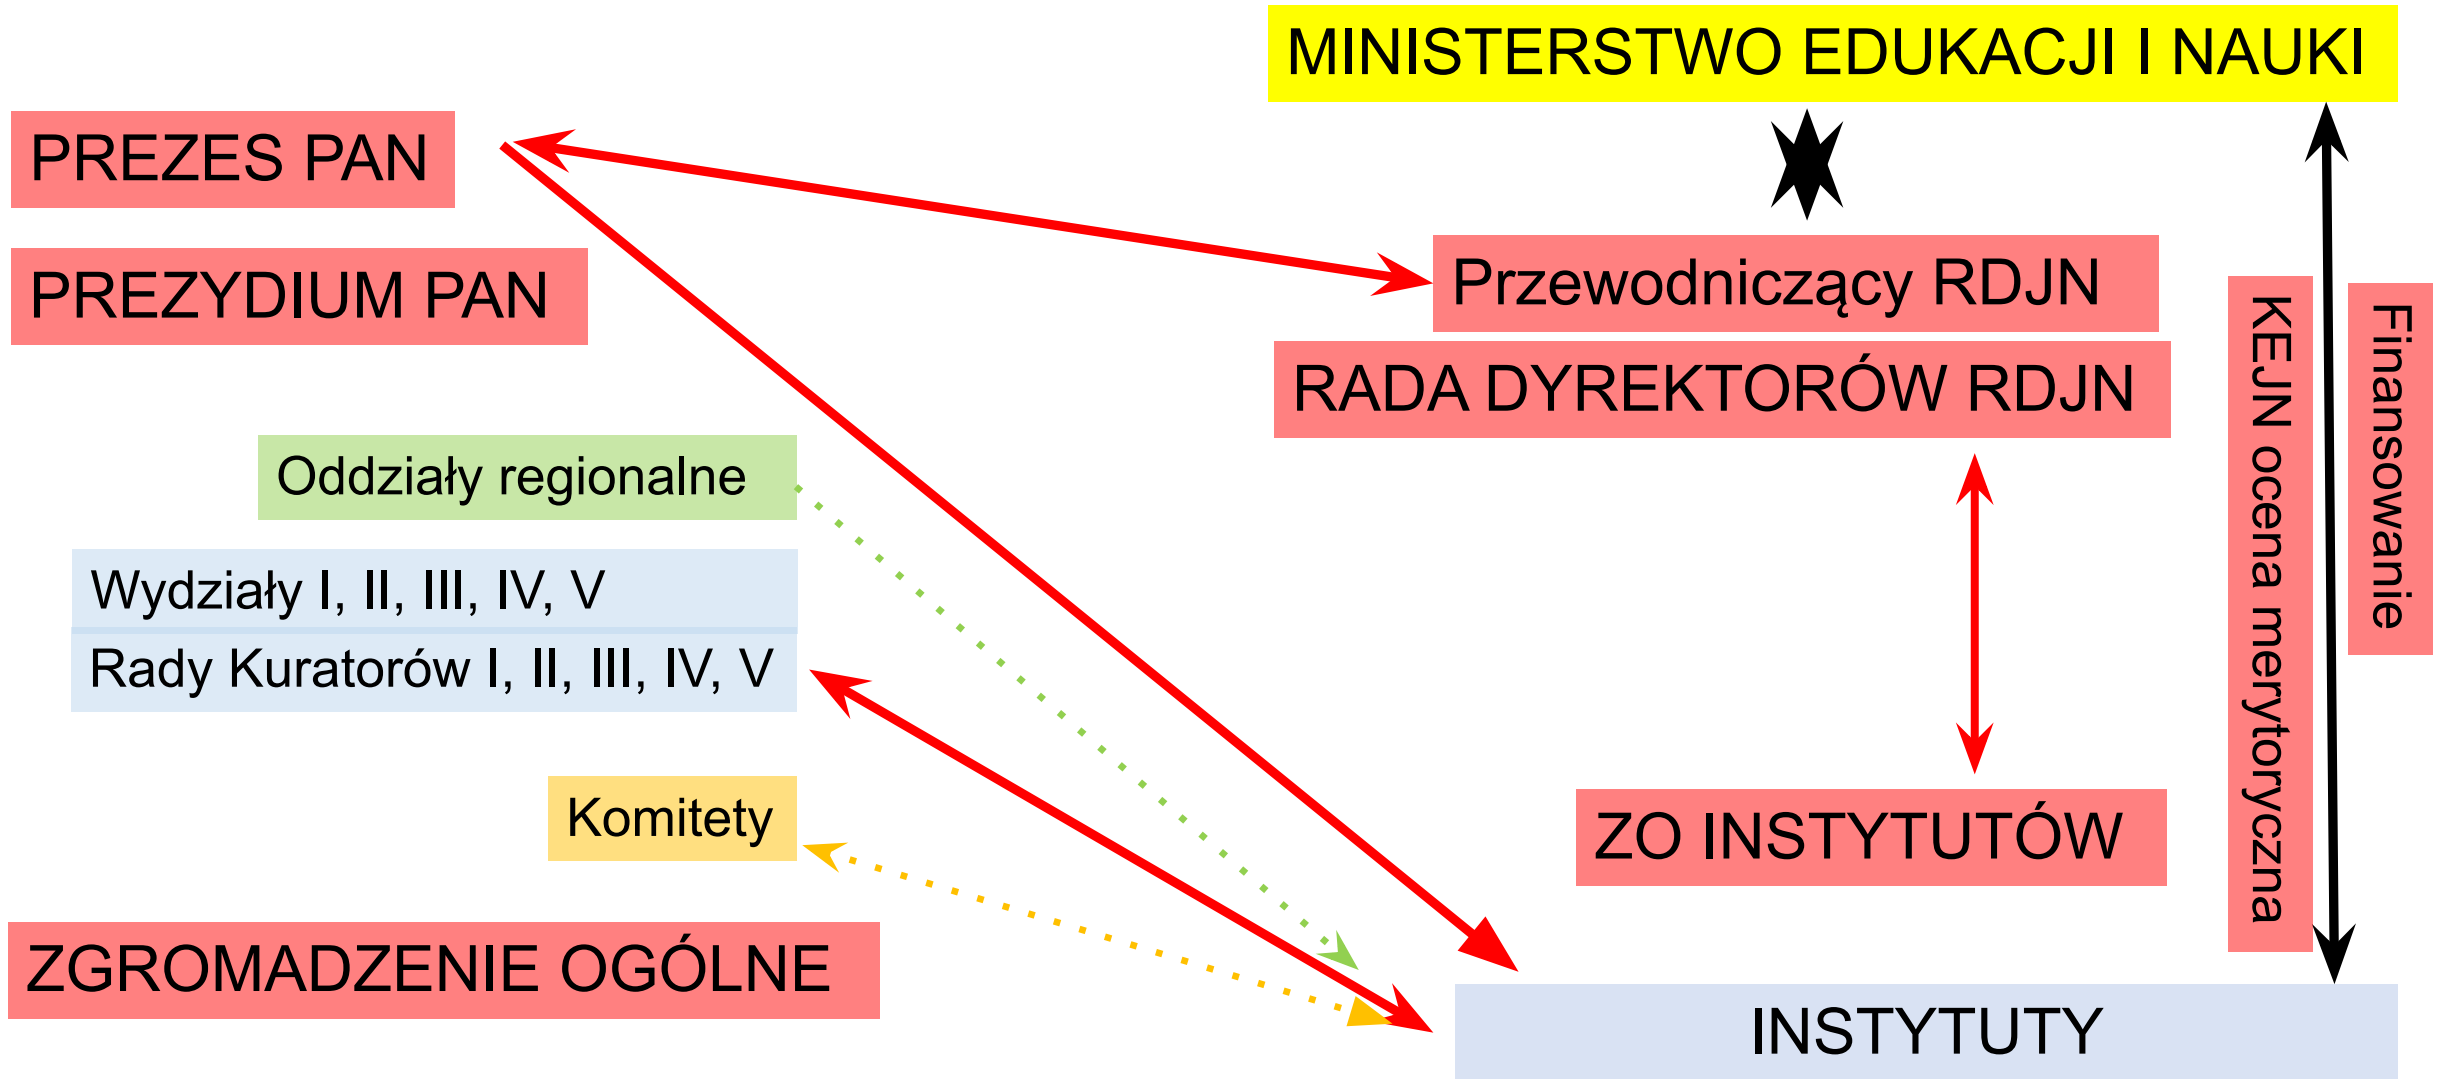 MINISTERSTWO EDUKACJI I NAUKI
PREZES PAN
PREZYDIUM PAN
Przewodniczący RDJN
RADA DYREKTORÓW RDJN
KEJN ocena merytoryczna
Finansowanie
Oddziały regionalne
Wydziały I, II, III, IV, V
Rady Kuratorów I, II, III, IV, V
Komitety
ZO INSTYTUTÓW
ZGROMADZENIE OGÓLNE
INSTYTUTY